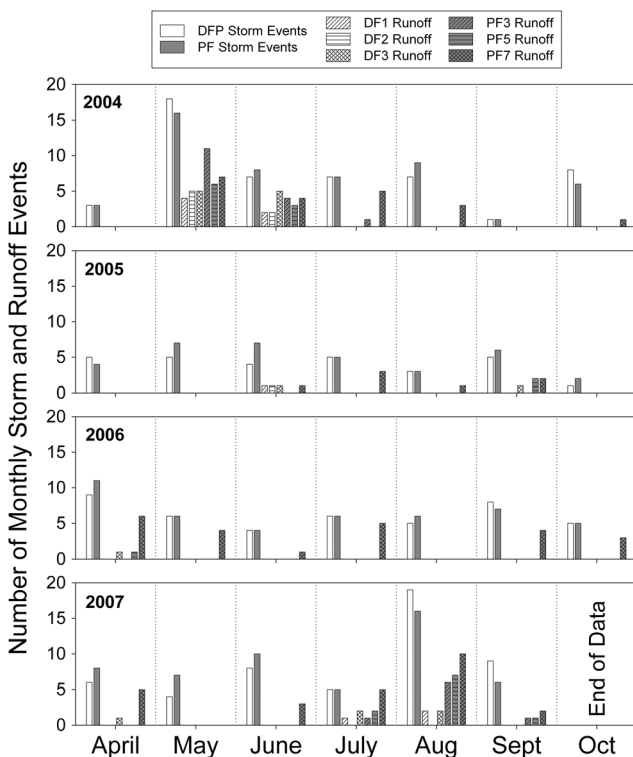 DFP Storm Events
PF Storm Events
DF1 Runoff
DF2 Runoff
DF3 Runoff
PF3 Runoff
PF5 Runoff
PF7 Runoff
Number of Monthly Storm and Runoff Events
20
15
10
5
0
2004
20
15
10
5
0
2005
20
15
10
5
0
2006
20
15
10
5
0
2007
End of Data
April May June July Aug Sept Oct